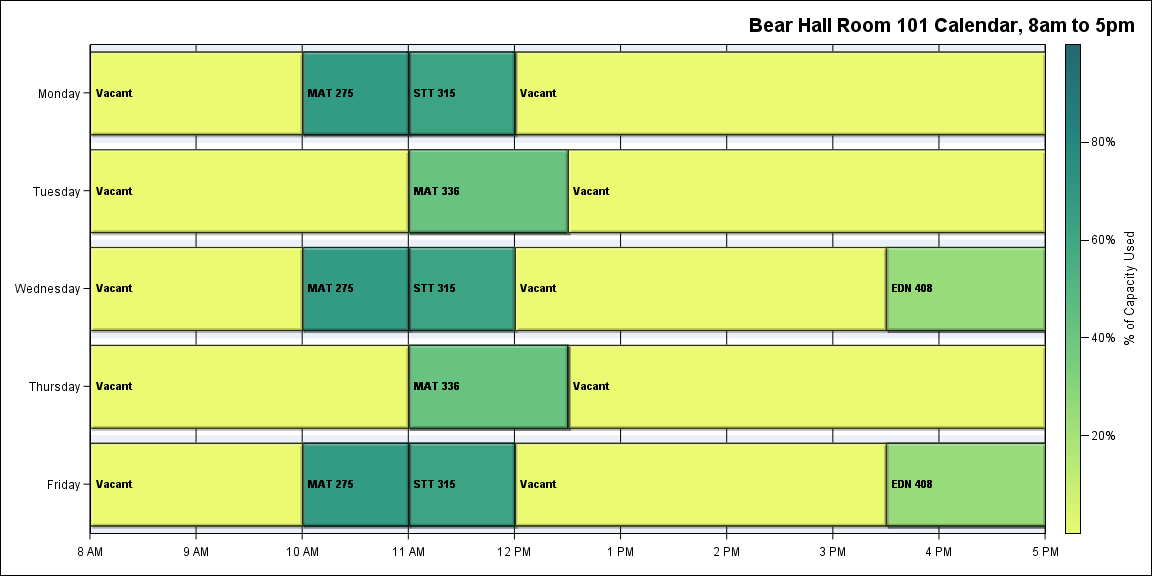 Bear Hall Room 101 Calendar, 8am to 5pm
Monday
Vacant
MAT 275
STT 315
Vacant
Tuesday
Vacant
MAT 336
Vacant
Wednesday
Vacant
MAT 275
STT 315
Vacant
EDN 408
Thursday
Vacant
MAT 336
Vacant
Friday
Vacant
MAT 275
STT 315
Vacant
EDN 408
8 AM
9 AM
10 AM
11 AM
12 PM
1 PM
2 PM
3 PM
4 PM
5 PM
80%
60%
40%
20%
% of Capacity Used